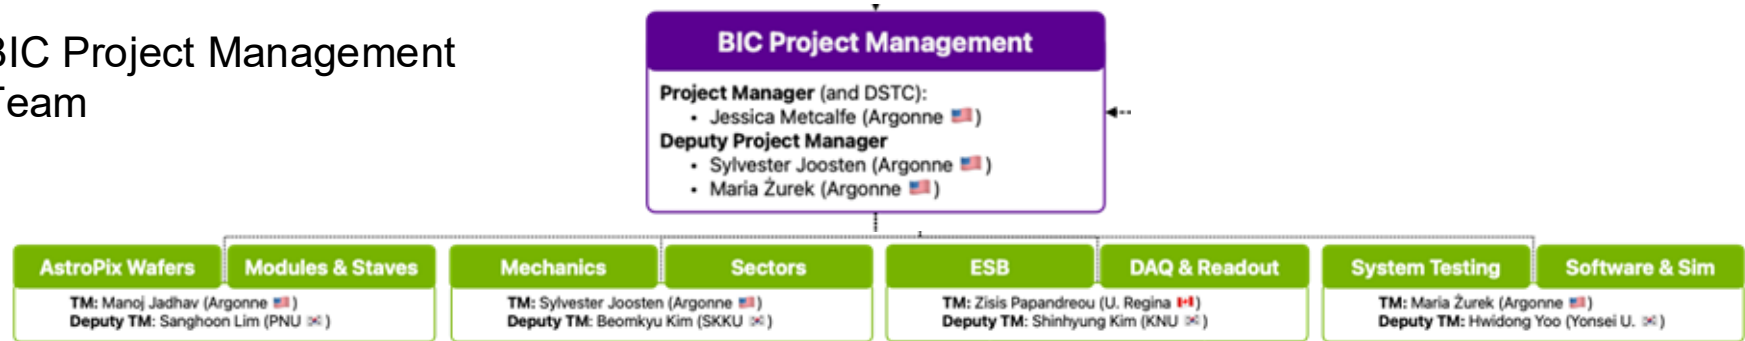 BIC Project Management
Team
BIC Project Management
Project Manager (and DSTC):
• Jessica Metcalfe (Argonne 🇺🇸)
Deputy Project Manager
• Sylvester Joosten (Argonne 🇺🇸)
• Maria Żurek (Argonne 🇺🇸)
AstroPix Wafers Modules & Staves
TM: Manoj Jadhav (Argonne 🇺🇸)
Deputy TM: Sanghoon Lim (PNU 🇰🇷)
Mechanics Sectors
TM: Sylvester Joosten (Argonne 🇺🇸)
Deputy TM: Beomkyu Kim (SKKU 🇰🇷)
ESB DAQ & Readout
TM: Zisis Papandreou (U. Regina 🇨🇦)
Deputy TM: Shinhyung Kim (KNU 🇰🇷)
System Testing Software & Sim
TM: Maria Żurek (Argonne 🇺🇸)
Deputy TM: Hwidong Yoo (Yonsei U. 🇰🇷)